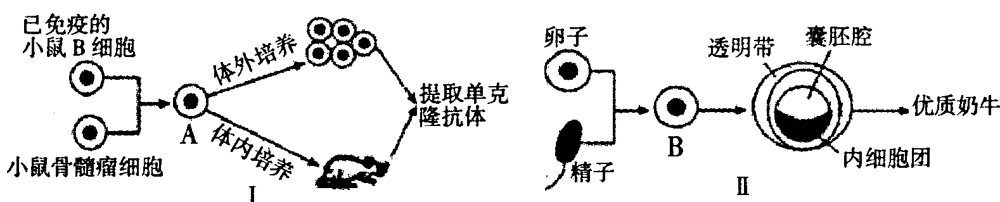 已免疫的
小鼠B细胞
小鼠骨髓瘤细胞
A
体外培养
体内培养
提取单克
隆抗体
I
卵子
精子
B
透明带
囊胚腔
内细胞团
优质奶牛
II